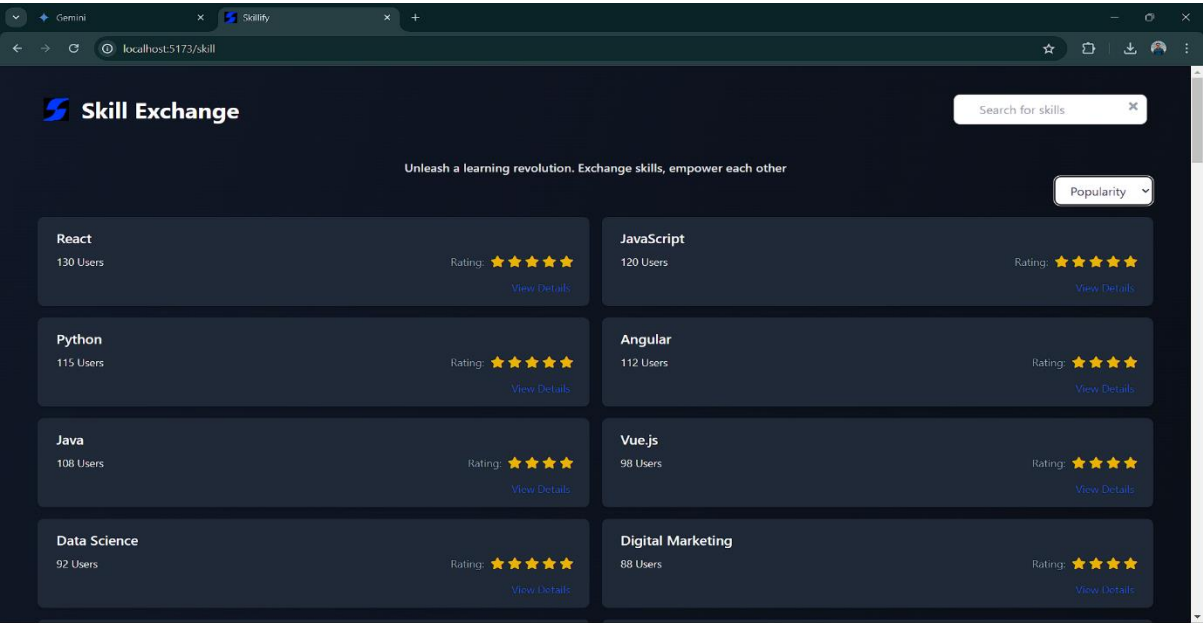 Gemini
Skillify
localhost:5173/skill
Skill Exchange
Search for skills
Unleash a learning revolution. Exchange skills, empower each other
Popularity
React
130 Users
Rating:
View Details
JavaScript
120 Users
Rating:
View Details
Python
115 Users
Rating:
View Details
Angular
112 Users
Rating:
View Details
Java
108 Users
Rating:
View Details
Vue.js
98 Users
Rating:
View Details
Data Science
92 Users
Rating:
View Details
Digital Marketing
88 Users
Rating:
View Details